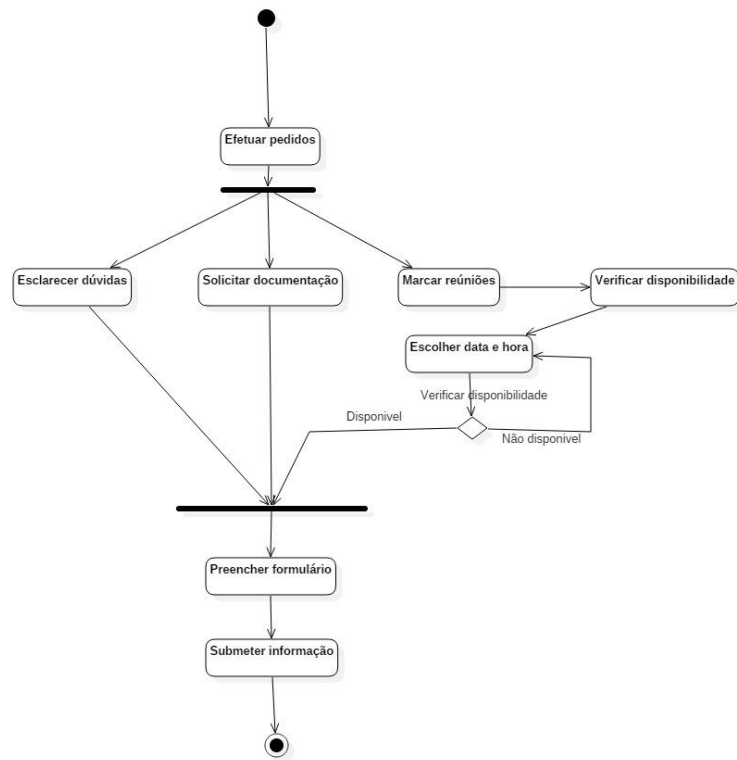 Efetuar pedidos
Esclarecer dúvidas
Solicitar documentação
Marcar reúniões
Verificar disponibilidade
Escolher data e hora
Verificar disponibilidade
Disponivel
Não disponivel
Preencher formulário
Submeter informação